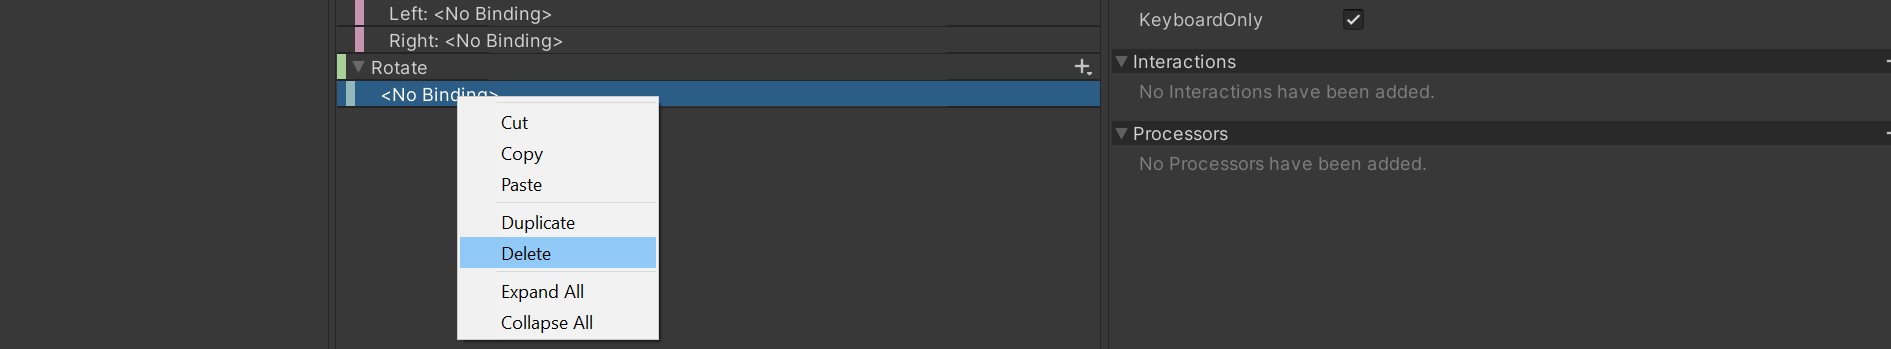 Left: <No Binding>
Right: <No Binding>
Rotate
<No Binding>
Cut
Copy
Paste
Duplicate
Delete
Expand All
Collapse All
KeyboardOnly
Interactions
No Interactions have been added.
Processors
No Processors have been added.